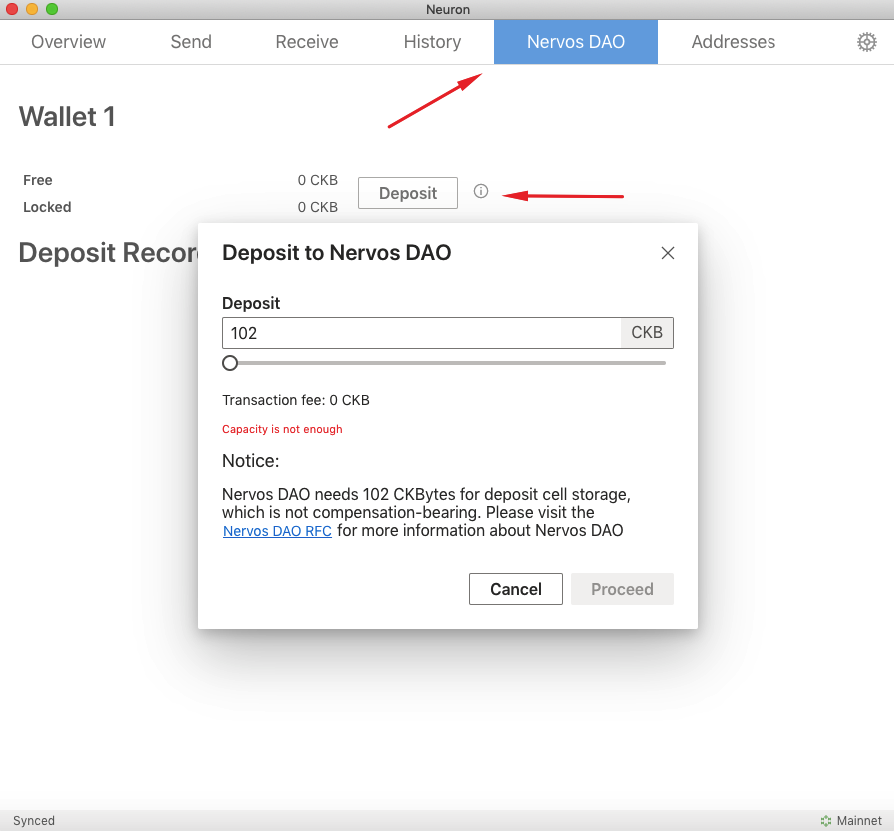 Neuron
Overview Send Receive History Nervos DAO Addresses
Wallet 1
Free 0 CKB Deposit
Locked 0 CKB
Deposit Recor
Deposit to Nervos DAO
Deposit
102 CKB
Transaction fee: 0 CKB
Capacity is not enough
Notice:
Nervos DAO needs 102 CKBytes for deposit cell storage,
which is not compensation-bearing. Please visit the
Nervos DAO RFC for more information about Nervos DAO
Cancel Proceed
Synced Mainnet